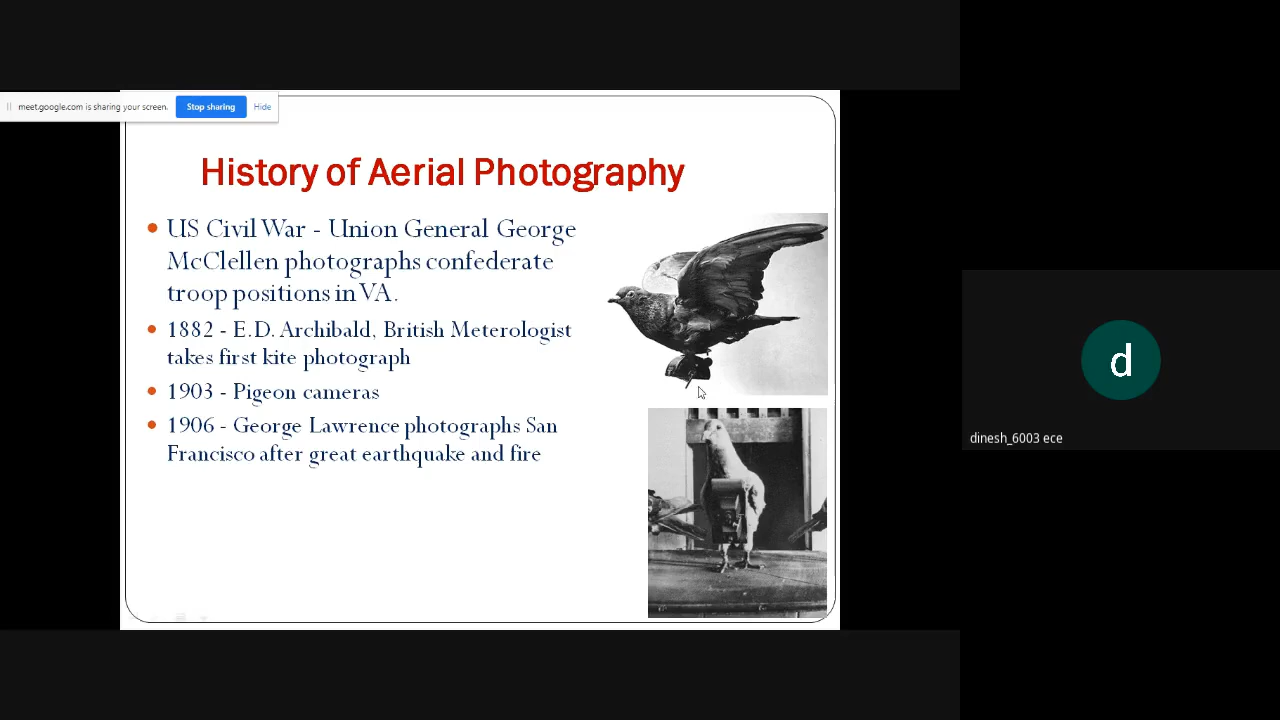 meet.google.com is sharing your screen.
Stop sharing
Hide
History of Aerial Photography
US Civil War - Union General George
McClellen photographs confederate
troop positions in VA.
1882 - E.D. Archibald, British Meterologist
takes first kite photograph
1903 - Pigeon cameras
1906 - George Lawrence photographs San
Francisco after great earthquake and fire
d
dinesh_6003 ece